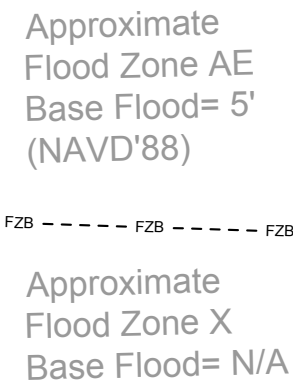 Approximate
Flood Zone AE
Base Flood= 5'
(NAVD'88)
FZB FZB FZB
Approximate
Flood Zone X
Base Flood= N/A